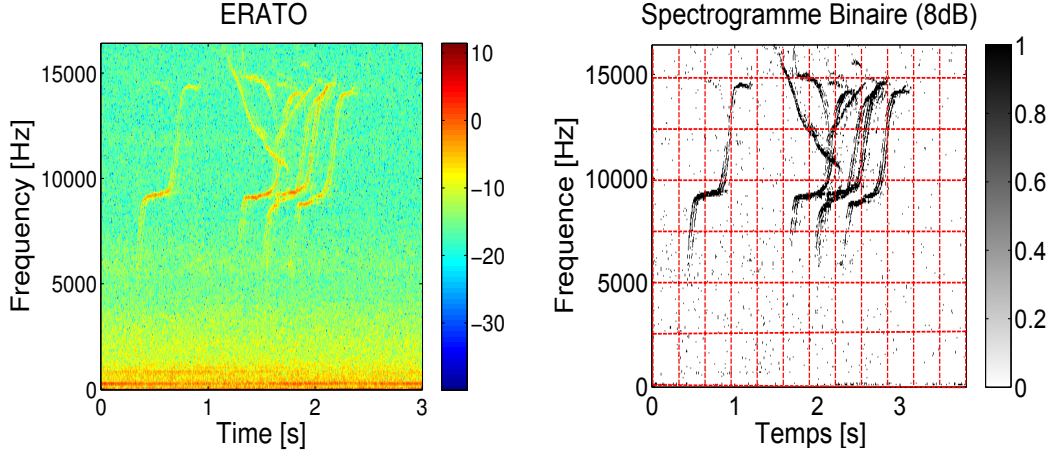 ERATO
Frequency [Hz]
15000
10000
5000
0
0 1 2 3
Time [s]
10
0
−10
−20
−30
Spectrogramme Binaire (8dB)
Frequence [Hz]
15000
10000
5000
0
0 1 2 3
Temps [s]
1
0.8
0.6
0.4
0.2
0